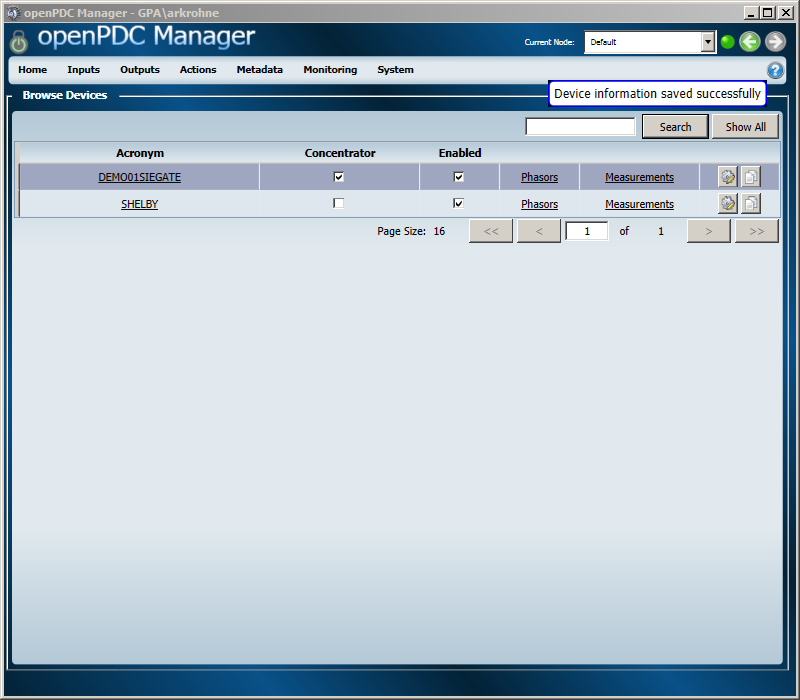 openPDC Manager - GPA\arkrohne
openPDC Manager
Current Node: Default
Home Inputs Outputs Actions Metadata Monitoring System
?
Browse Devices
Device information saved successfully
Search Show All
Acronym Concentrator Enabled
DEMO01SIEGATE Phasors Measurements
SHELBY Phasors Measurements
Page Size: 16 << < 1 of 1 > >>